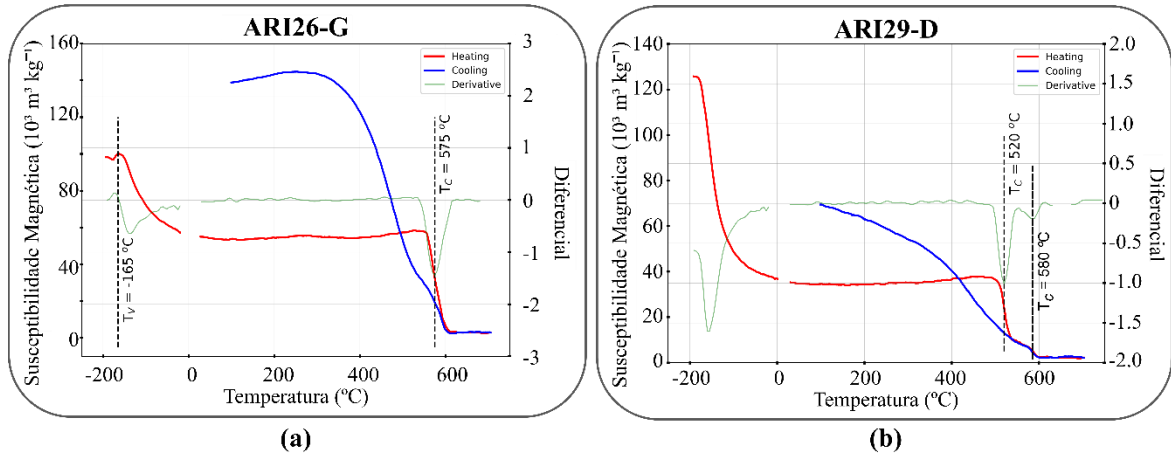 ARI26-G
Susceptibilidade Magnética (10³ m³ kg⁻¹)
160
120
80
40
0
Heating
Cooling
Derivative
T_V = -165 °C
T_C = 575 °C
3
2
1
0
-1
-2
-3
Diferencial
-200
0
200
400
600
Temperatura (ºC)
(a)
ARI29-D
Susceptibilidade Magnética (10³ m³ kg⁻¹)
140
120
100
80
60
40
20
0
Heating
Cooling
Derivative
T_C = 520 °C
T_C = 580 °C
2.0
1.5
1.0
0.5
0
-0.5
-1.0
-1.5
-2.0
Diferencial
-200
0
200
400
600
Temperatura (ºC)
(b)